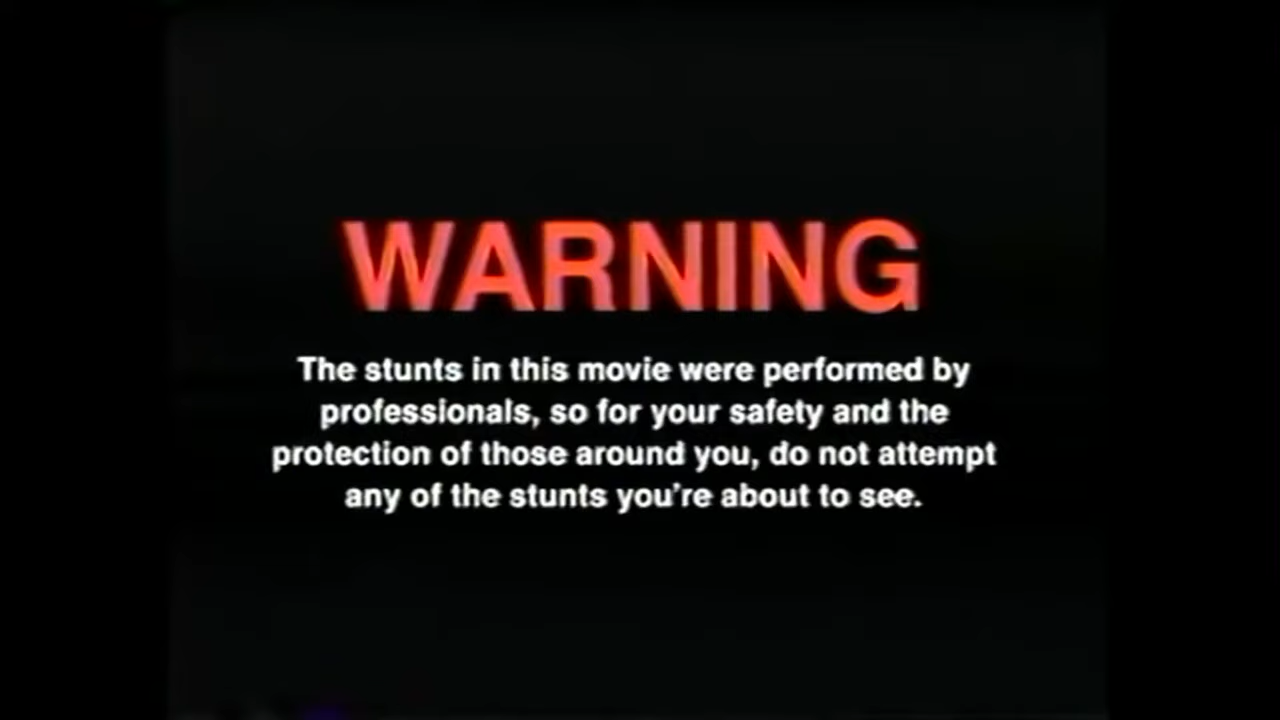 WARNING
The stunts in this movie were performed by
professionals, so for your safety and the
protection of those around you, do not attempt
any of the stunts you're about to see.